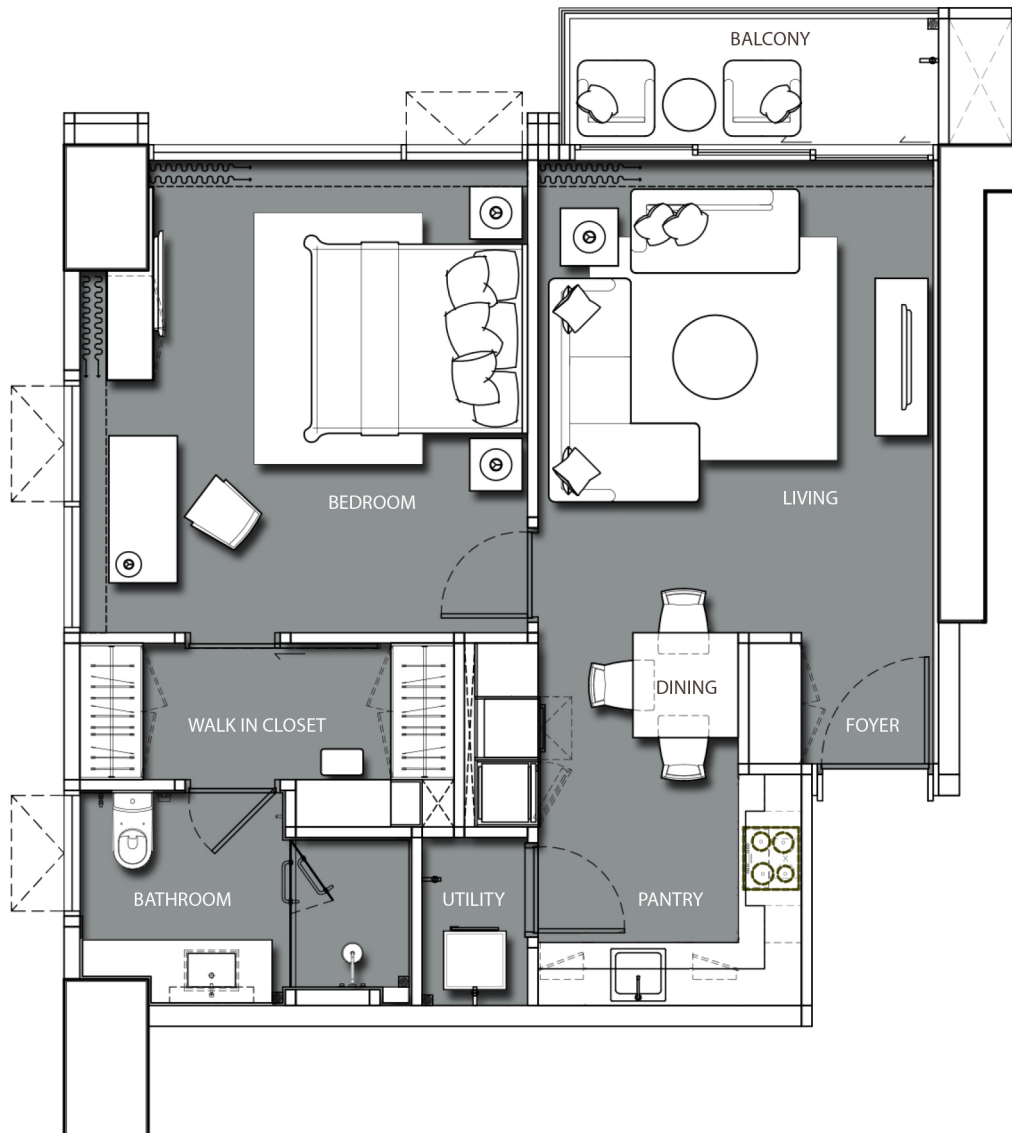 BALCONY
BEDROOM
LIVING
DINING
WALK IN CLOSET
FOYER
BATHROOM
UTILITY
PANTRY